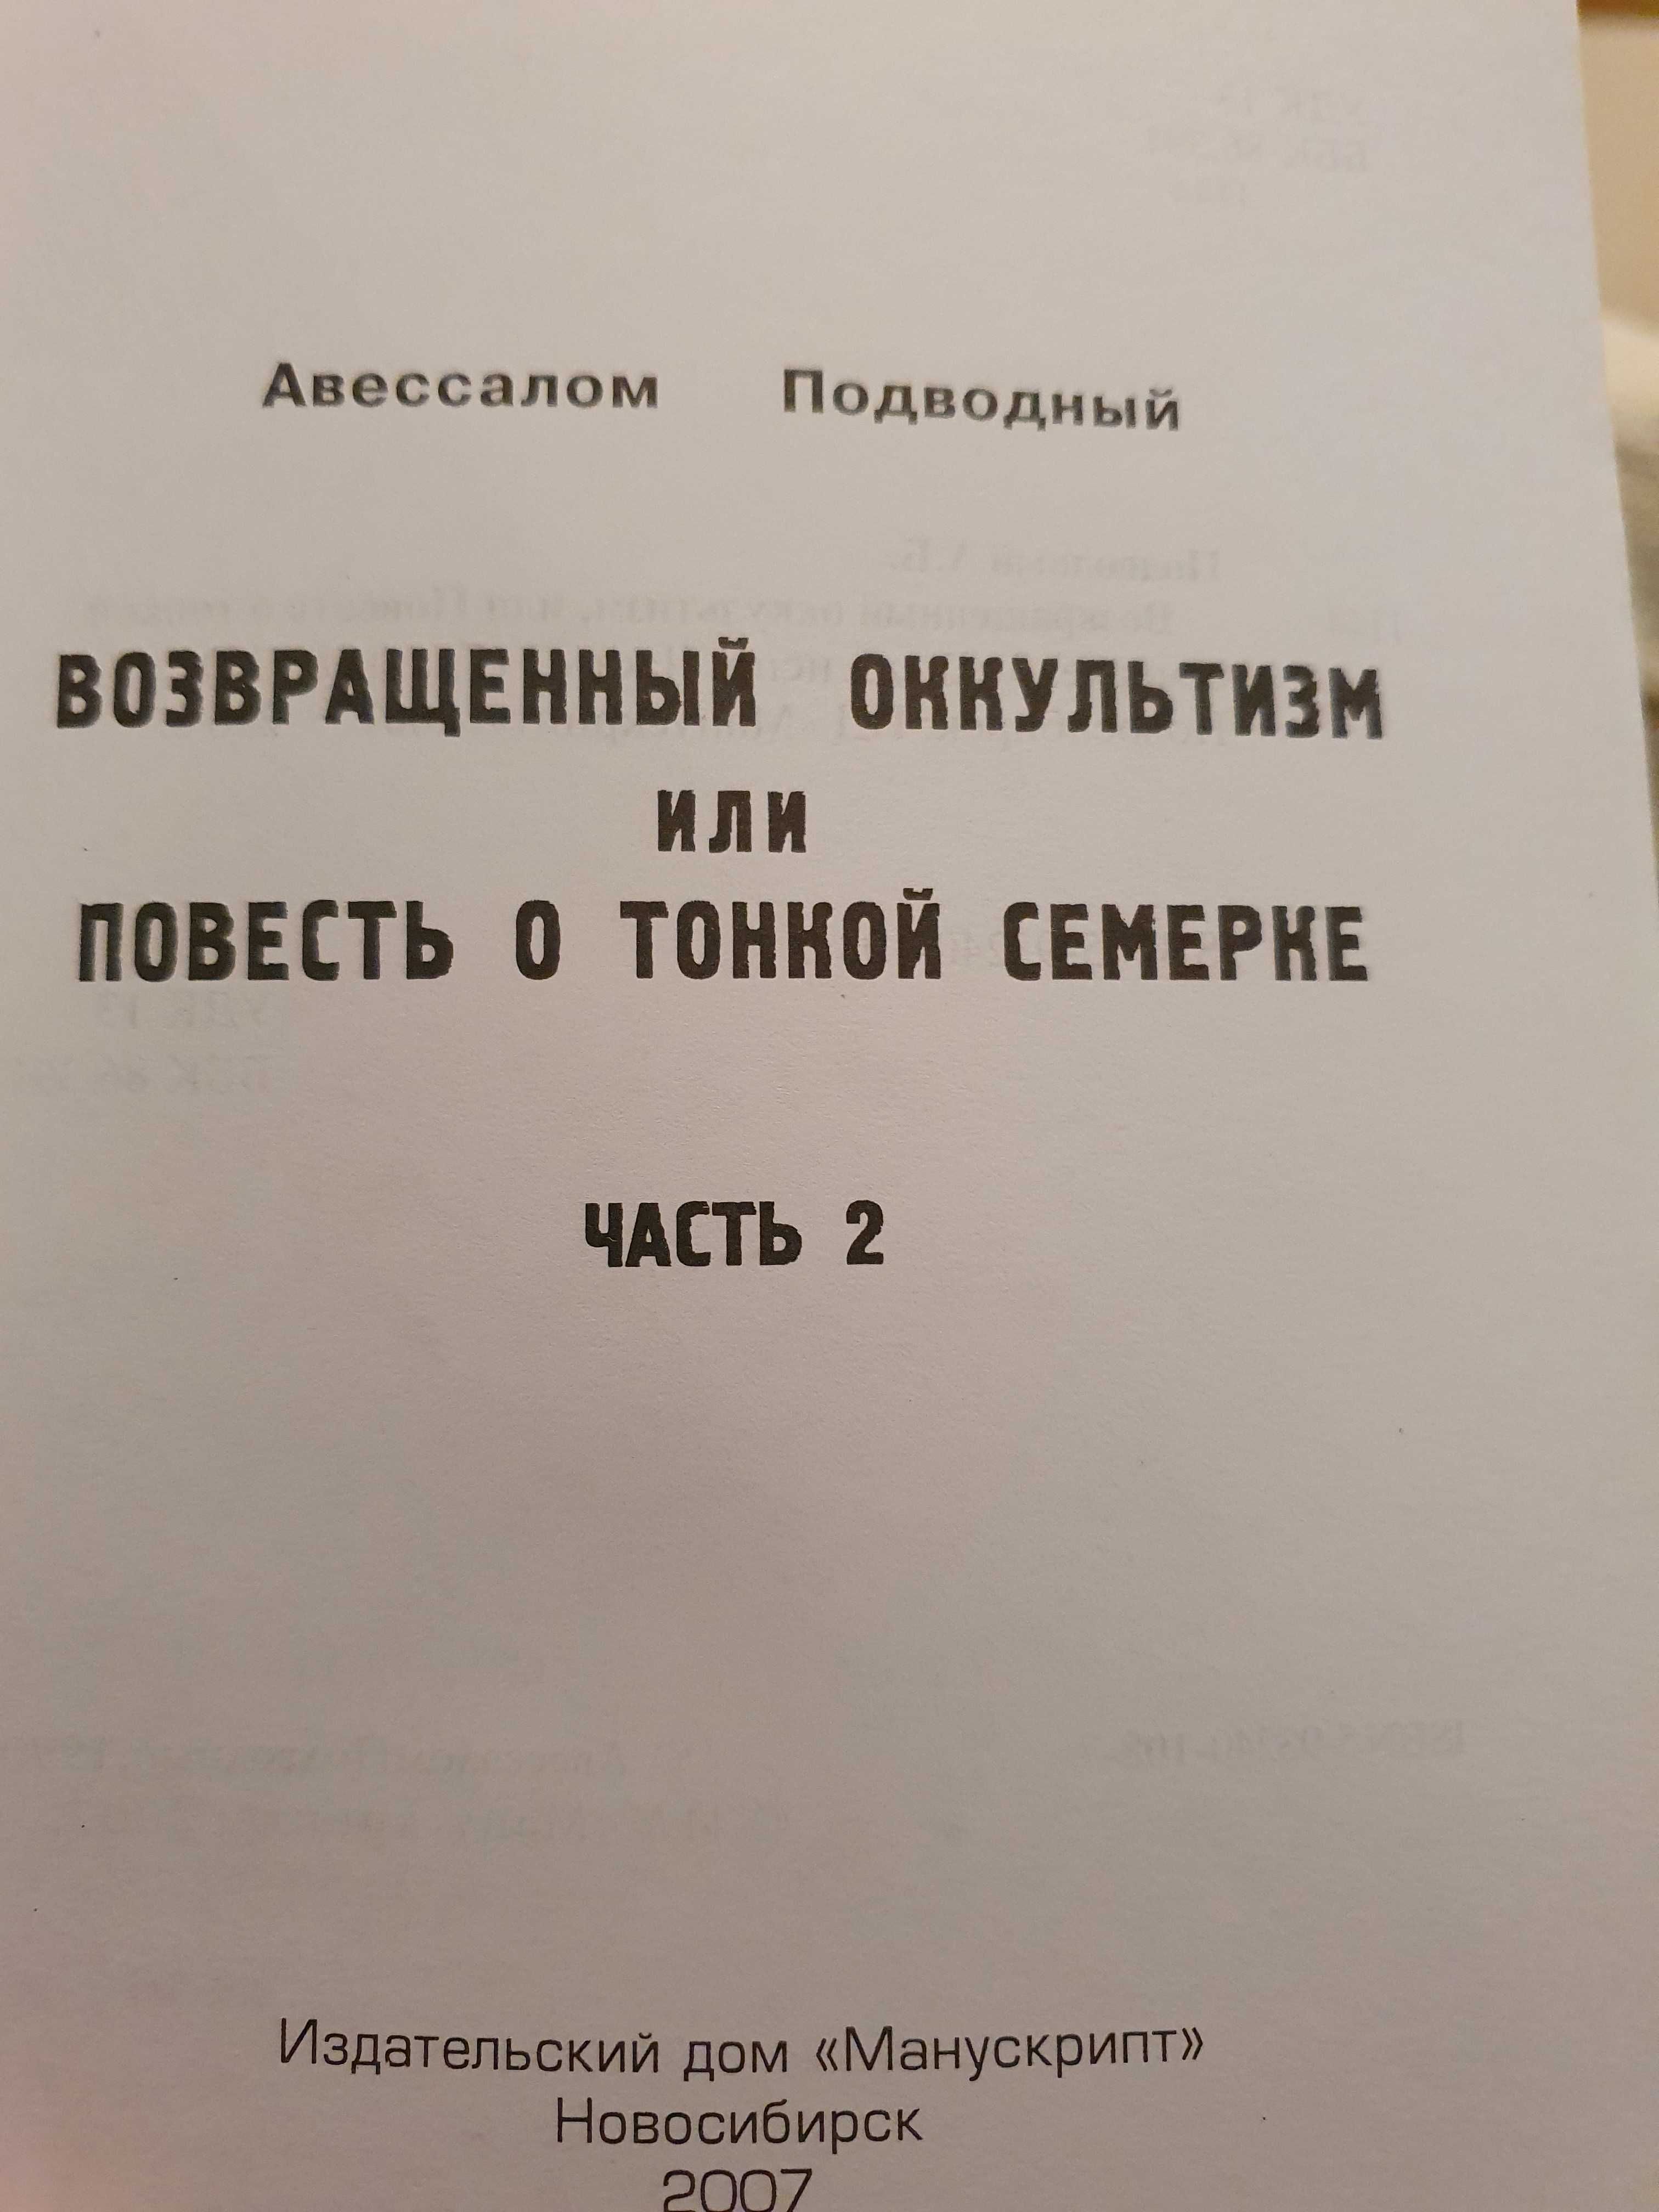 Авессалом Подводный
ВОЗВРАЩЕННЫЙ ОККУЛЬТИЗМ
ИЛИ
ПОВЕСТЬ О ТОНКОЙ СЕМЕРКЕ
ЧАСТЬ 2
Издательский дом «Манускрипт»
Новосибирск
2007